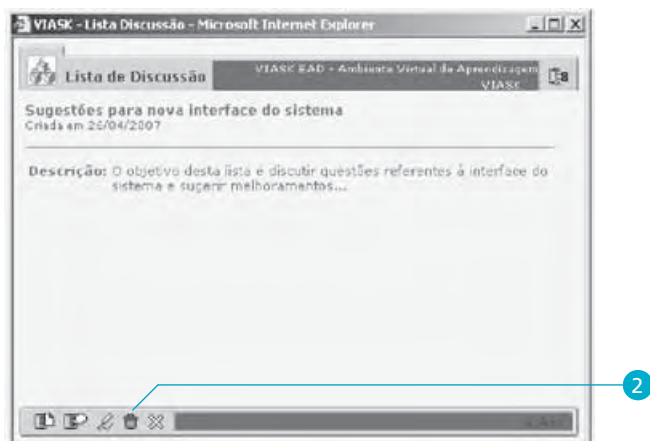 VIASK - Lista Discussão - Microsoft Internet Explorer
Lista de Discussão
VIASK EAD - Ambiente Virtual de Aprendizagem
VIASK
Sugestões para nova interface do sistema
Criada em 26/04/2007
Descrição: O objetivo desta lista é discutir questões referentes à interface do
sistema e sugerir melhoramentos...
2